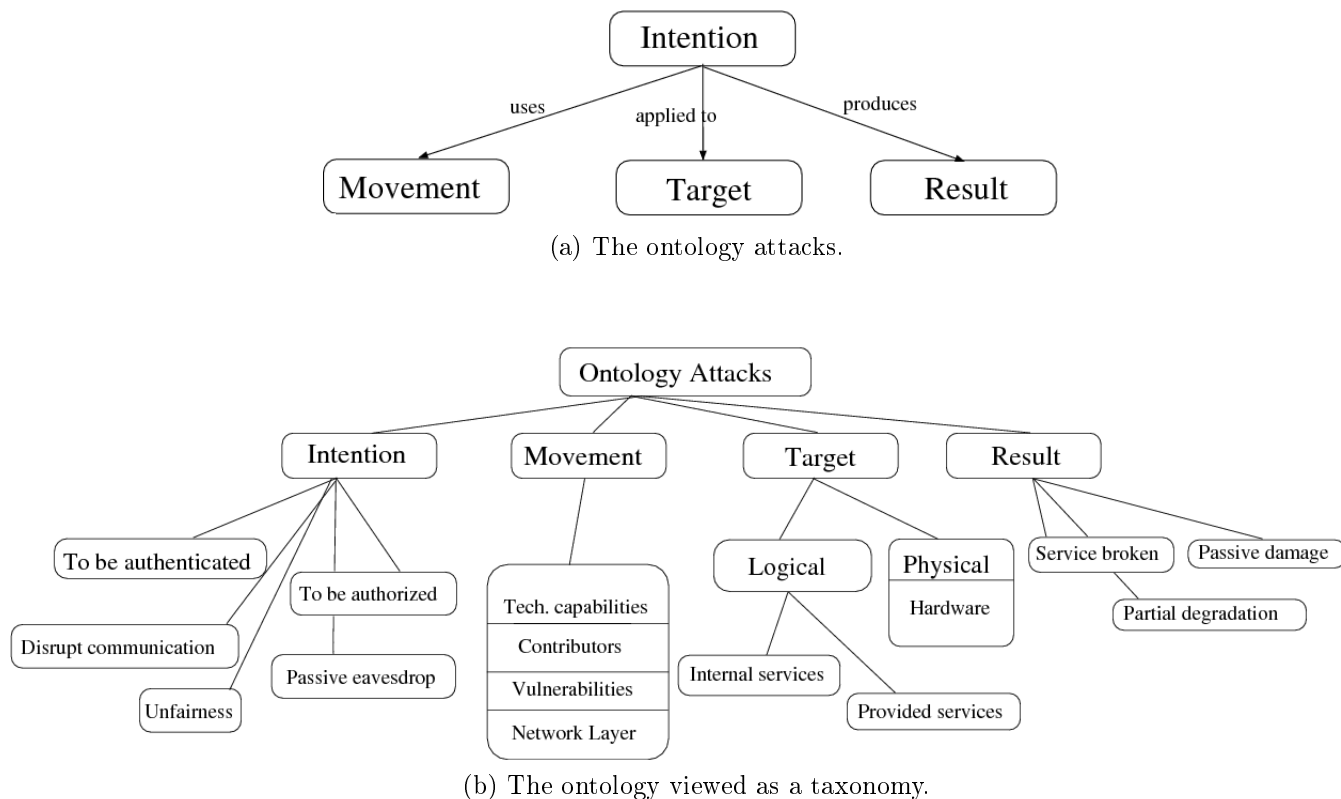 Intention
uses
applied to
produces
Movement
Target
Result
(a) The ontology attacks.
Ontology Attacks
Intention
Movement
Target
Result
To be authenticated
To be authorized
Disrupt communication
Passive eavesdrop
Unfairness
Tech. capabilities
Contributors
Vulnerabilities
Network Layer
Logical
Physical
Hardware
Internal services
Provided services
Service broken
Passive damage
Partial degradation
(b) The ontology viewed as a taxonomy.